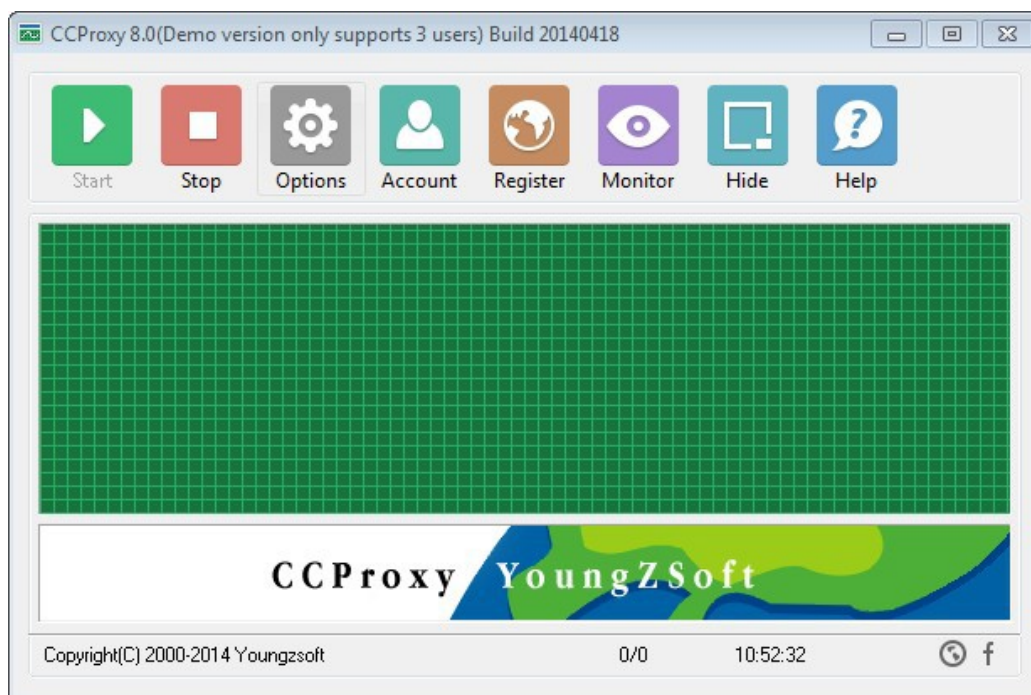 CCProxy 8.0(Demo version only supports 3 users) Build 20140418
Start Stop Options Account Register Monitor Hide Help
CCProxy YoungZSoft
Copyright(C) 2000-2014 Youngzsoft 0/0 10:52:32